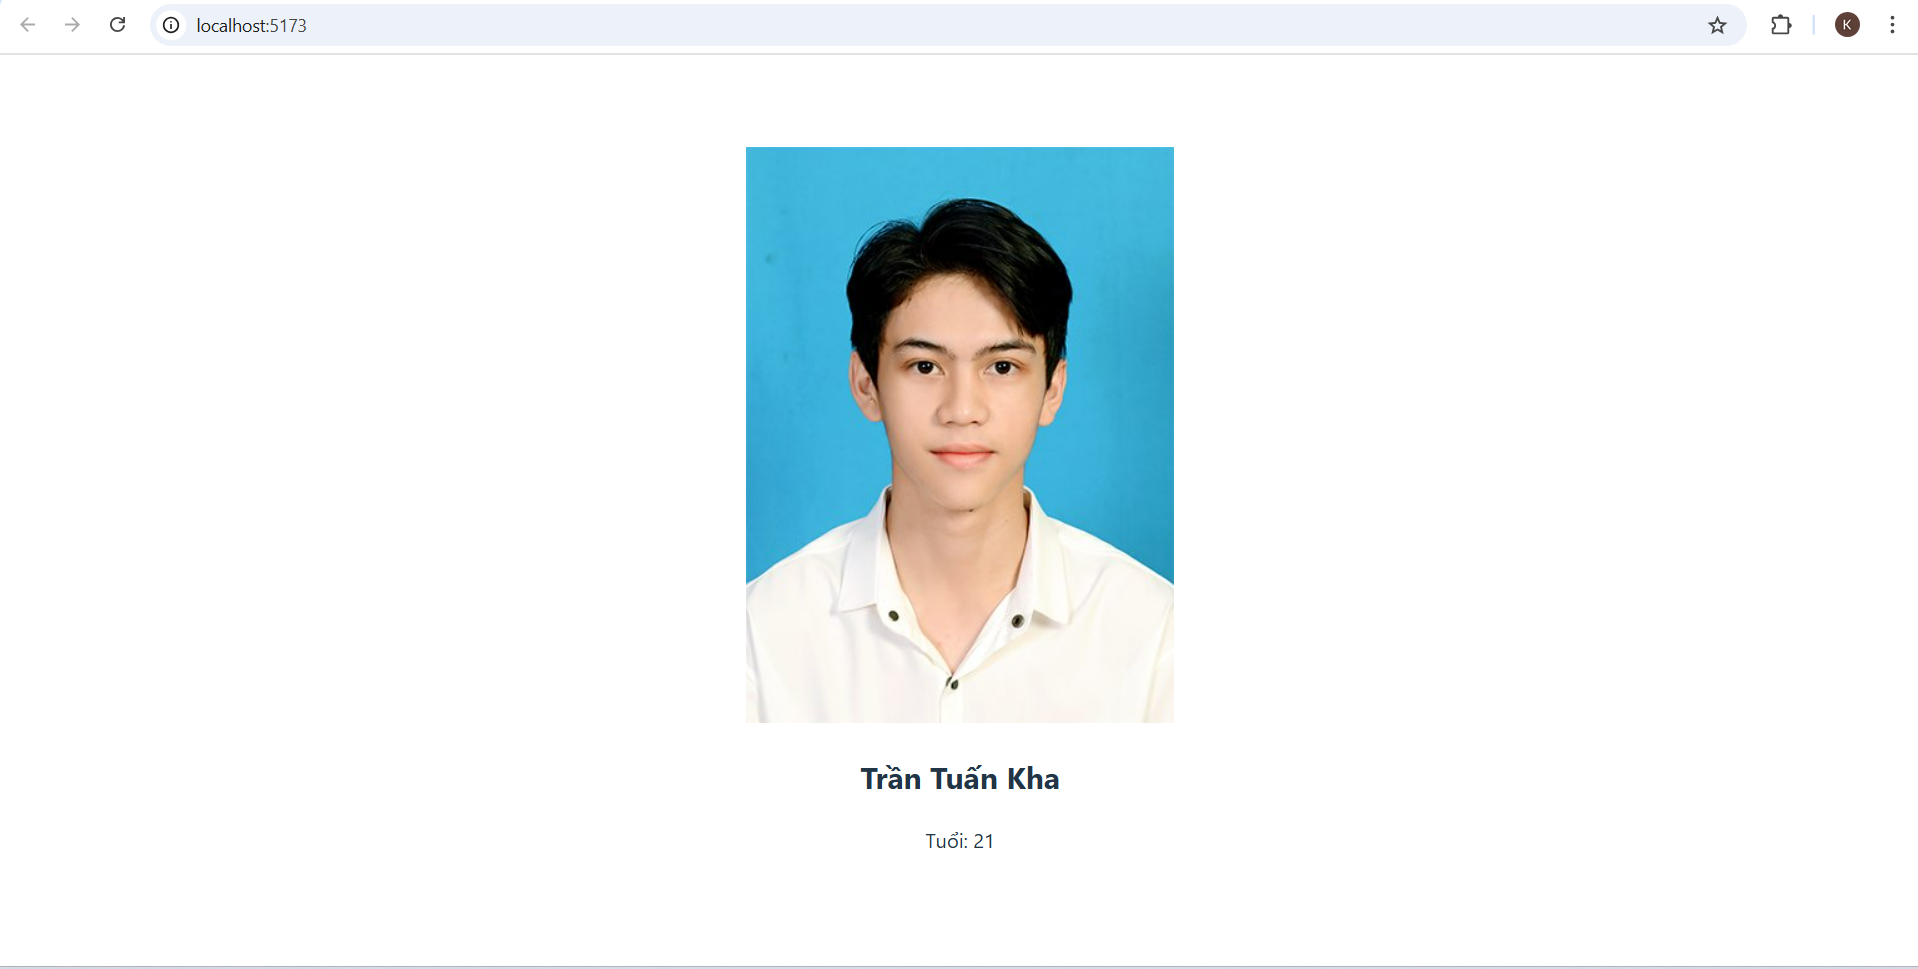 localhost:5173
K
Trần Tuấn Kha
Tuổi: 21